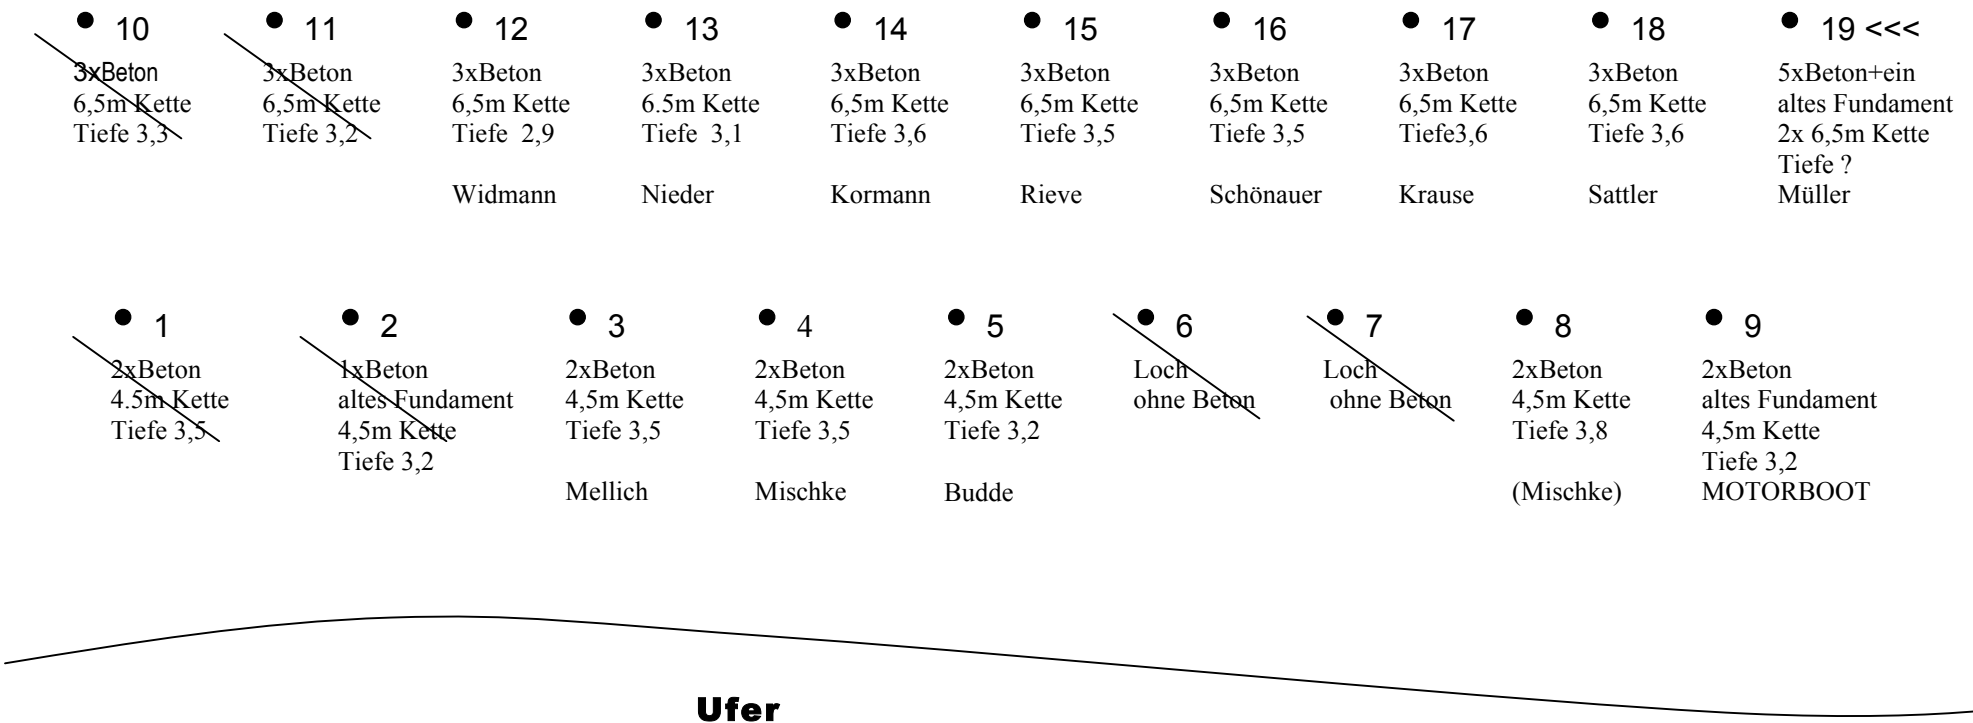 10
3xBeton
6,5m Kette
Tiefe 3,3
11
3xBeton
6,5m Kette
Tiefe 3,2
12
3xBeton
6,5m Kette
Tiefe  2,9
Widmann
13
3xBeton
6.5m Kette
Tiefe  3,1
Nieder
14
3xBeton
6,5m Kette
Tiefe 3,6
Kormann
15
3xBeton
6,5m Kette
Tiefe 3,5
Rieve
16
3xBeton
6,5m Kette
Tiefe 3,5
Schönauer
17
3xBeton
6,5m Kette
Tiefe3,6
Krause
18
3xBeton
6,5m Kette
Tiefe 3,6
Sattler
19 <<<
5xBeton+ein
altes Fundament
2x 6,5m Kette
Tiefe ?
Müller
1
2xBeton
4.5m Kette
Tiefe 3,5
2
1xBeton
altes Fundament
4,5m Kette
Tiefe 3,2
3
2xBeton
4,5m Kette
Tiefe 3,5
Mellich
4
2xBeton
4,5m Kette
Tiefe 3,5
Mischke
5
2xBeton
4,5m Kette
Tiefe 3,2
Budde
6
Loch
ohne Beton
7
Loch
ohne Beton
8
2xBeton
4,5m Kette
Tiefe 3,8
(Mischke)
9
2xBeton
altes Fundament
4,5m Kette
Tiefe 3,2
MOTORBOOT
Ufer